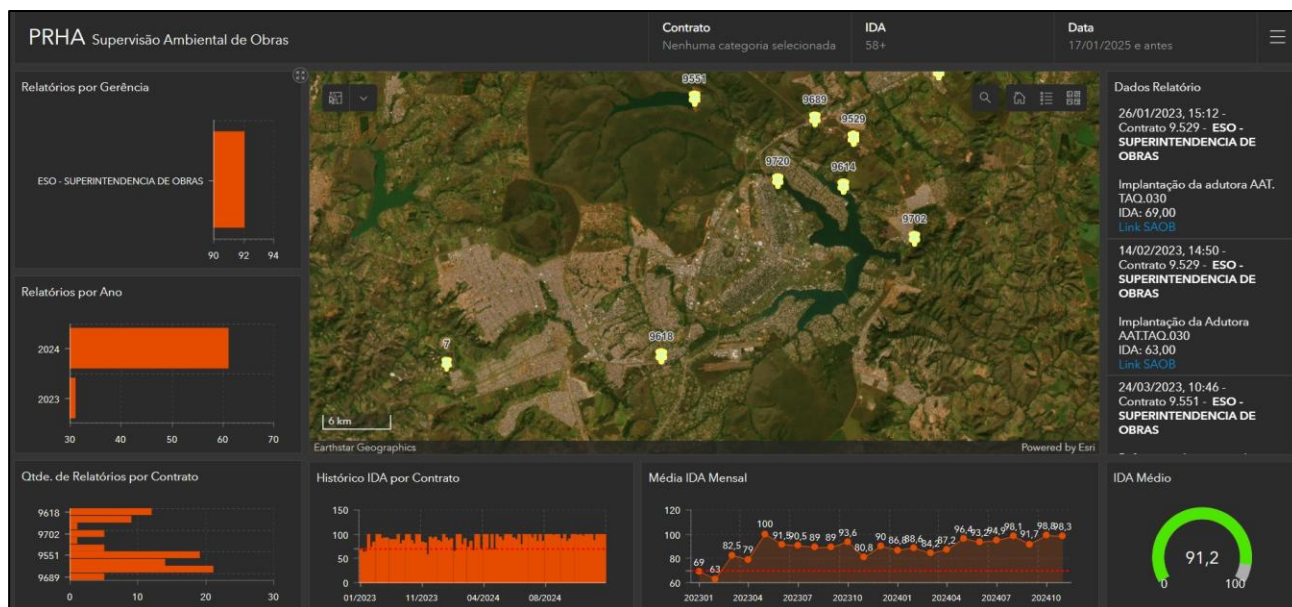 PRHA Supervisão Ambiental de Obras
Contrato
Nenhuma categoria selecionada
IDA
58+
Data
17/01/2025 e antes
Relatórios por Gerência
ESO - SUPERINTENDENCIA DE OBRAS
90 92 94
Relatórios por Ano
2024
2023
30 40 50 60 70
Qtde. de Relatórios por Contrato
9618
9702
9551
9689
0 10 20 30
9551
9689
9529
9720
9614
9702
9618
7
6 km
Earthstar Geographics
Powered by Esri
Histórico IDA por Contrato
150
100
50
0
01/2023 11/2023 04/2024 08/2024
Média IDA Mensal
120
100
80
60
69 63 82,5 79 100 91,5 90,5 89 89 93,6 80,8 90 86,8 88,6 84,2 87,2 96,4 93,2 94,9 98,1 91,7 98,8 98,3
202301 202304 202307 202310 202401 202404 202407 202410
Dados Relatório
26/01/2023, 15:12 -
Contrato 9.529 - ESO -
SUPERINTENDENCIA DE
OBRAS
Implantação da adutora AAT.
TAQ.030
IDA: 69,00
Link SAOB
14/02/2023, 14:50 -
Contrato 9.529 - ESO -
SUPERINTENDENCIA DE
OBRAS
Implantação da Adutora
AAT.TAQ.030
IDA: 63,00
Link SAOB
24/03/2023, 10:46 -
Contrato 9.551 - ESO -
SUPERINTENDENCIA DE
OBRAS
IDA Médio
91,2
0 100